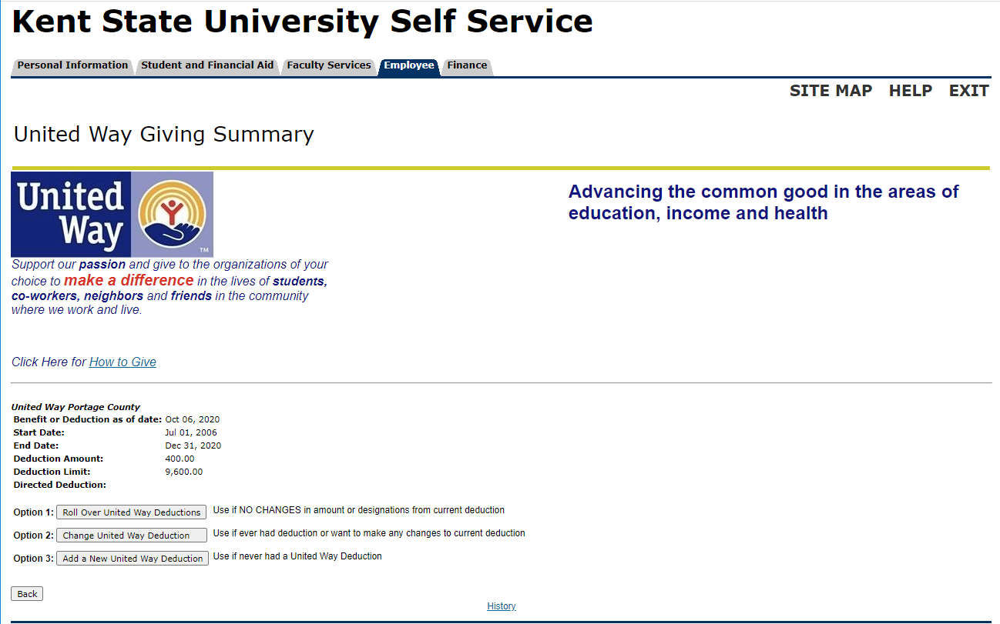 Kent State University Self Service
Personal Information Student and Financial Aid Faculty Services Employee Finance
SITE MAP HELP EXIT
United Way Giving Summary
United
Way
TM
Advancing the common good in the areas of
education, income and health
Support our passion and give to the organizations of your
choice to make a difference in the lives of students,
co-workers, neighbors and friends in the community
where we work and live.
Click Here for How to Give
United Way Portage County
Benefit or Deduction as of date: Oct 06, 2020
Start Date: Jul 01, 2006
End Date: Dec 31, 2020
Deduction Amount: 400.00
Deduction Limit: 9,600.00
Directed Deduction:
Option 1: Roll Over United Way Deductions Use if NO CHANGES in amount or designations from current deduction
Option 2: Change United Way Deduction Use if ever had deduction or want to make any changes to current deduction
Option 3: Add a New United Way Deduction Use if never had a United Way Deduction
Back
History